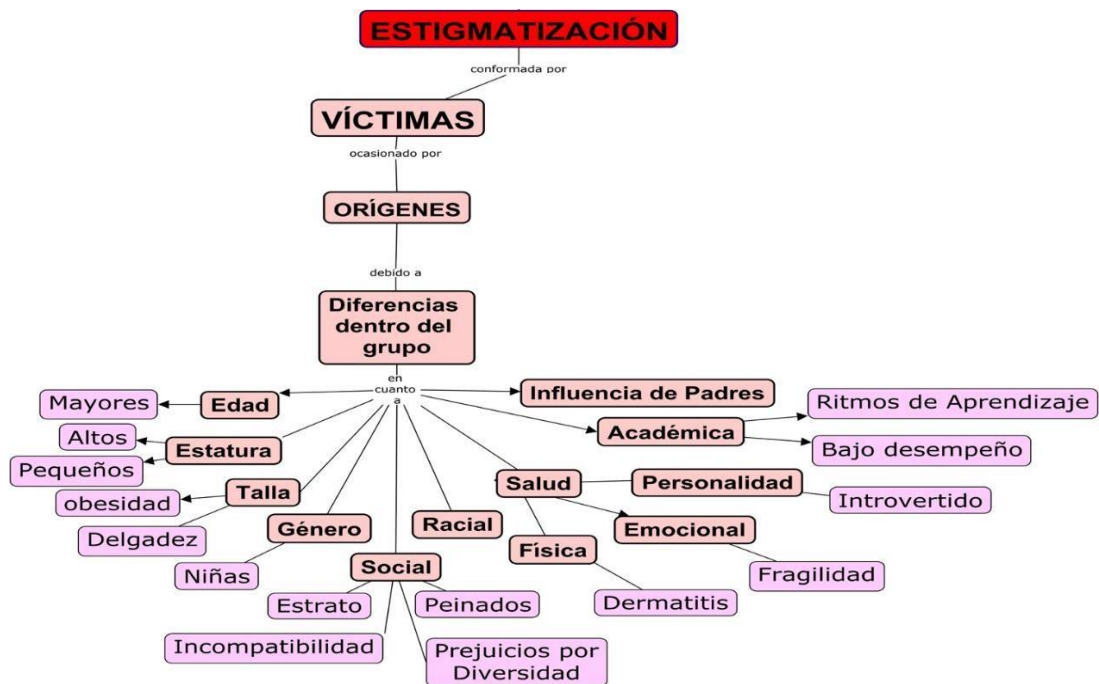 ESTIGMATIZACIÓN
conformada por
VÍCTIMAS
ocasionado por
ORÍGENES
debido a
Diferencias
dentro del
grupo
en
cuanto
a
Influencia de Padres
Mayores
Edad
Ritmos de Aprendizaje
Altos
Estatura
Académica
Pequeños
Bajo desempeño
obesidad
Talla
Salud
Personalidad
Introvertido
Delgadez
Género
Racial
Emocional
Niñas
Social
Física
Fragilidad
Estrato
Peinados
Dermatitis
Incompatibilidad
Prejuicios por
Diversidad